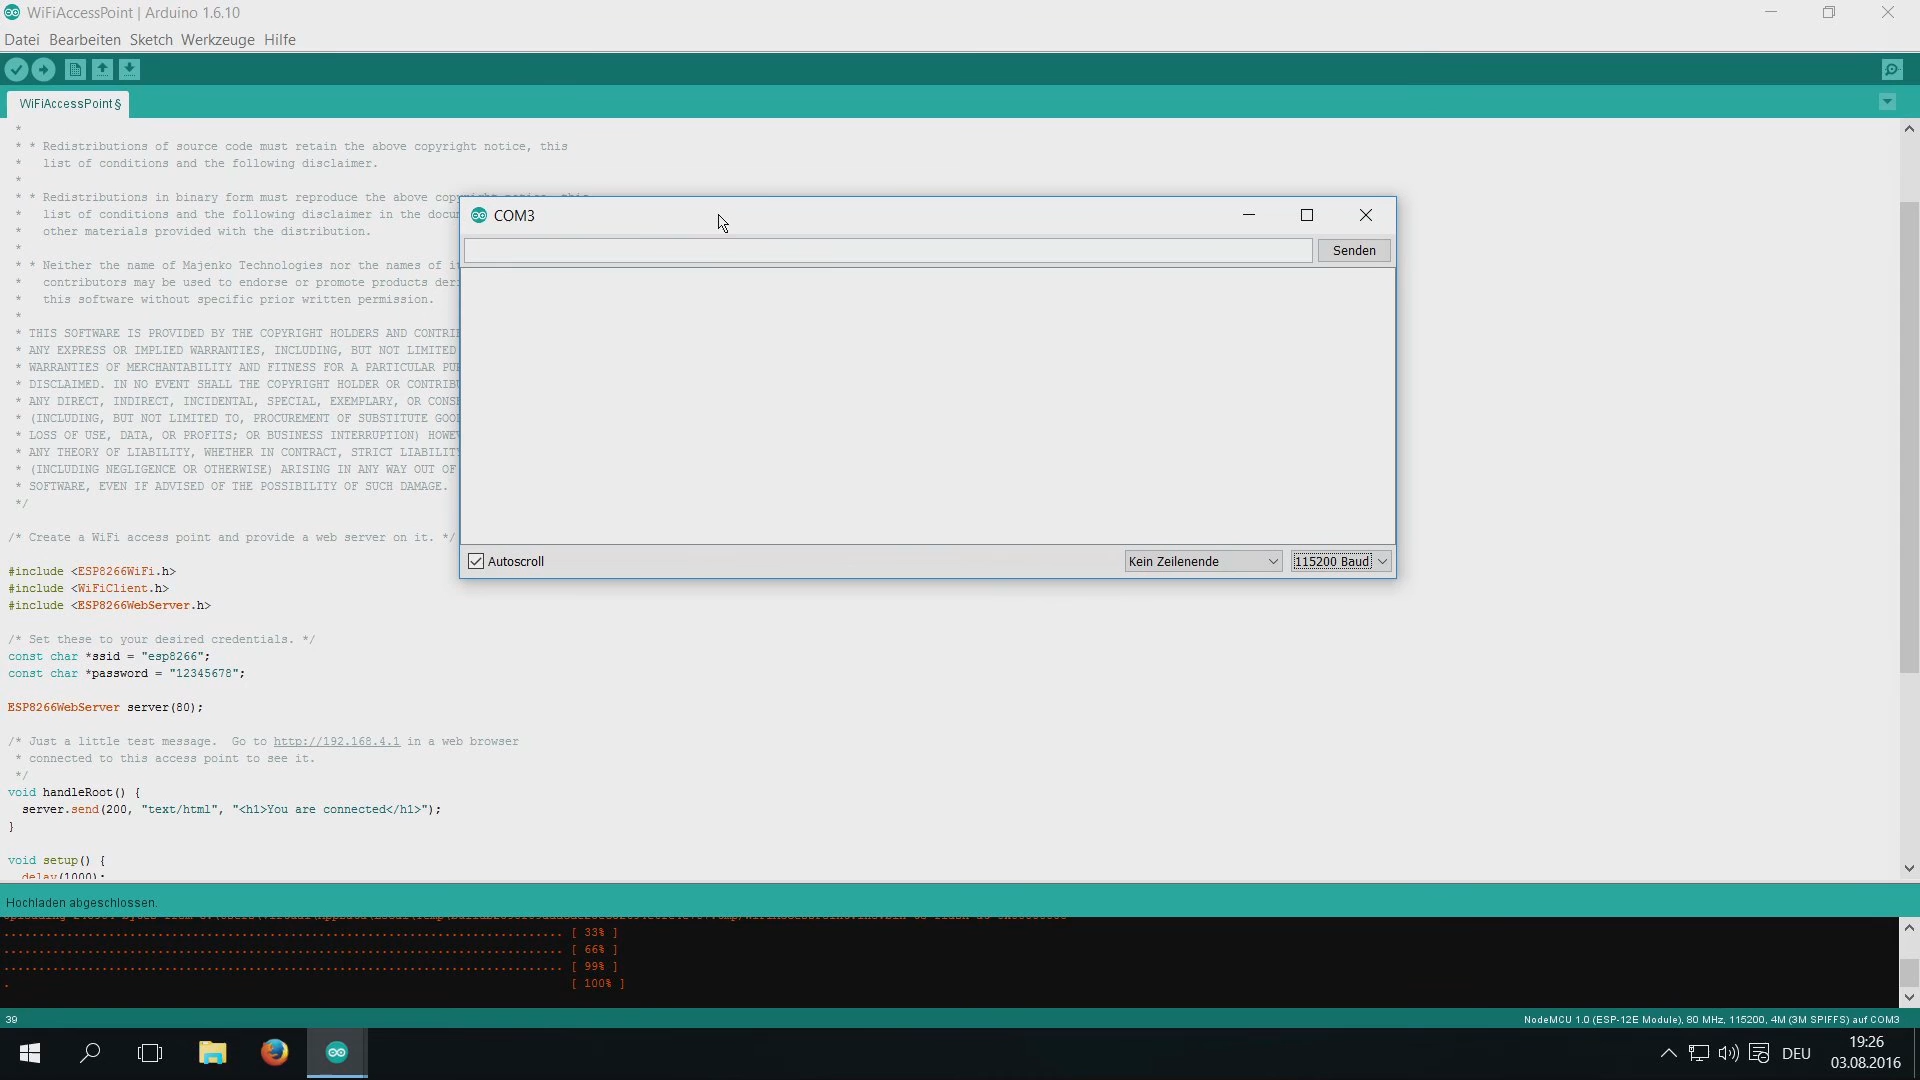 WiFiAccessPoint | Arduino 1.6.10
Datei Bearbeiten Sketch Werkzeuge Hilfe
WiFiAccessPoint §
*
* * Redistributions of source code must retain the above copyright notice, this
* list of conditions and the following disclaimer.
*
* * Redistributions in binary form must reproduce the above
* list of conditions and the following disclaimer in the
* other materials provided with the distribution.
*
* * Neither the name of Majenko Technologies nor the names of
* contributors may be used to endorse or promote products
* this software without specific prior written permission.
*
* THIS SOFTWARE IS PROVIDED BY THE COPYRIGHT HOLDERS AND
* ANY EXPRESS OR IMPLIED WARRANTIES, INCLUDING, BUT NOT LIMITED
* WARRANTIES OF MERCHANTABILITY AND FITNESS FOR A PARTICULAR
* DISCLAIMED. IN NO EVENT SHALL THE COPYRIGHT HOLDER OR
* ANY DIRECT, INDIRECT, INCIDENTAL, SPECIAL, EXEMPLARY, OR
* (INCLUDING, BUT NOT LIMITED TO, PROCUREMENT OF SUBSTITUTE
* LOSS OF USE, DATA, OR PROFITS; OR BUSINESS INTERRUPTION)
* ANY THEORY OF LIABILITY, WHETHER IN CONTRACT, STRICT LIABILITY
* (INCLUDING NEGLIGENCE OR OTHERWISE) ARISING IN ANY WAY OUT OF
* SOFTWARE, EVEN IF ADVISED OF THE POSSIBILITY OF SUCH DAMAGE.
*/
/* Create a WiFi access point and provide a web server on it. */
#include <ESP8266WiFi.h>
#include <WiFiClient.h>
#include <ESP8266WebServer.h>
/* Set these to your desired credentials. */
const char *ssid = "esp8266";
const char *password = "12345678";
ESP8266WebServer server(80);
/* Just a little test message.  Go to http://192.168.4.1 in a web browser
* connected to this access point to see it.
*/
void handleRoot() {
server.send(200, "text/html", "<h1>You are connected</h1>");
}
void setup() {
delay(1000);
COM3
Senden
Autoscroll
Kein Zeilenende
115200 Baud
Hochladen abgeschlossen.
................................................................................ [ 33% ]
................................................................................ [ 66% ]
................................................................................ [ 99% ]
. [ 100% ]
39
NodeMCU 1.0 (ESP-12E Module), 80 MHz, 115200, 4M (3M SPIFFS) auf COM3
DEU
19:26
03.08.2016